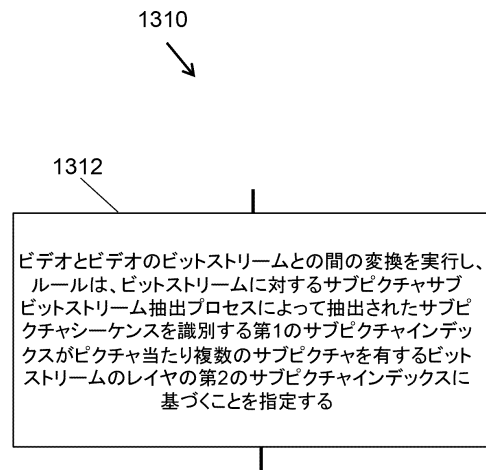 1310
1312
ビデオとビデオのビットストリームとの間の変換を実行し、
ルールは、ビットストリームに対するサブピクチャサブ
ビットストリーム抽出プロセスによって抽出されたサブピ
クチャシーケンスを識別する第1のサブピクチャインデッ
クスがピクチャ当たり複数のサブピクチャを有するビット
ストリームのレイヤの第2のサブピクチャインデックスに
基づくことを指定する